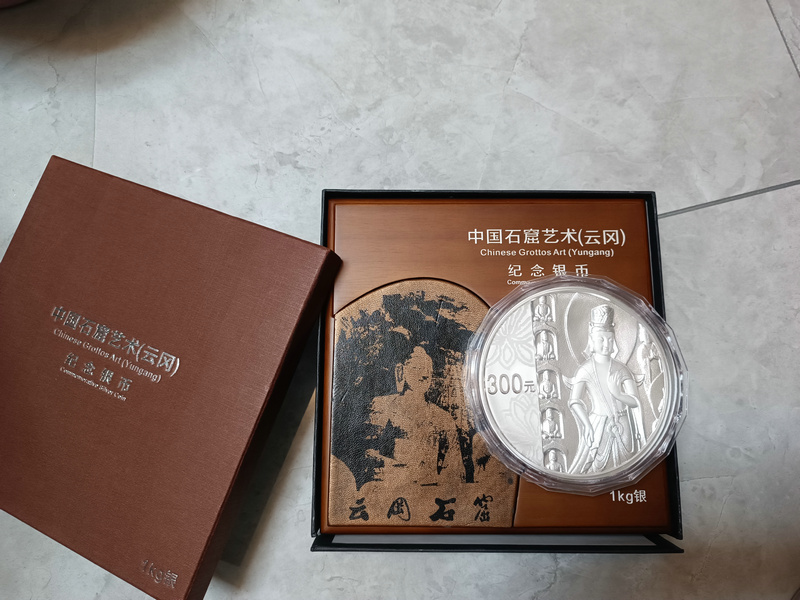 中国石窟艺术(云冈)
Chinese Grottos Art (Yungang)
纪念银币
Commemorative Silver Coin
1kg银
中国石窟艺术(云冈)
Chinese Grottos Art (Yungang)
纪念银币
300元
云冈石窟
1kg银